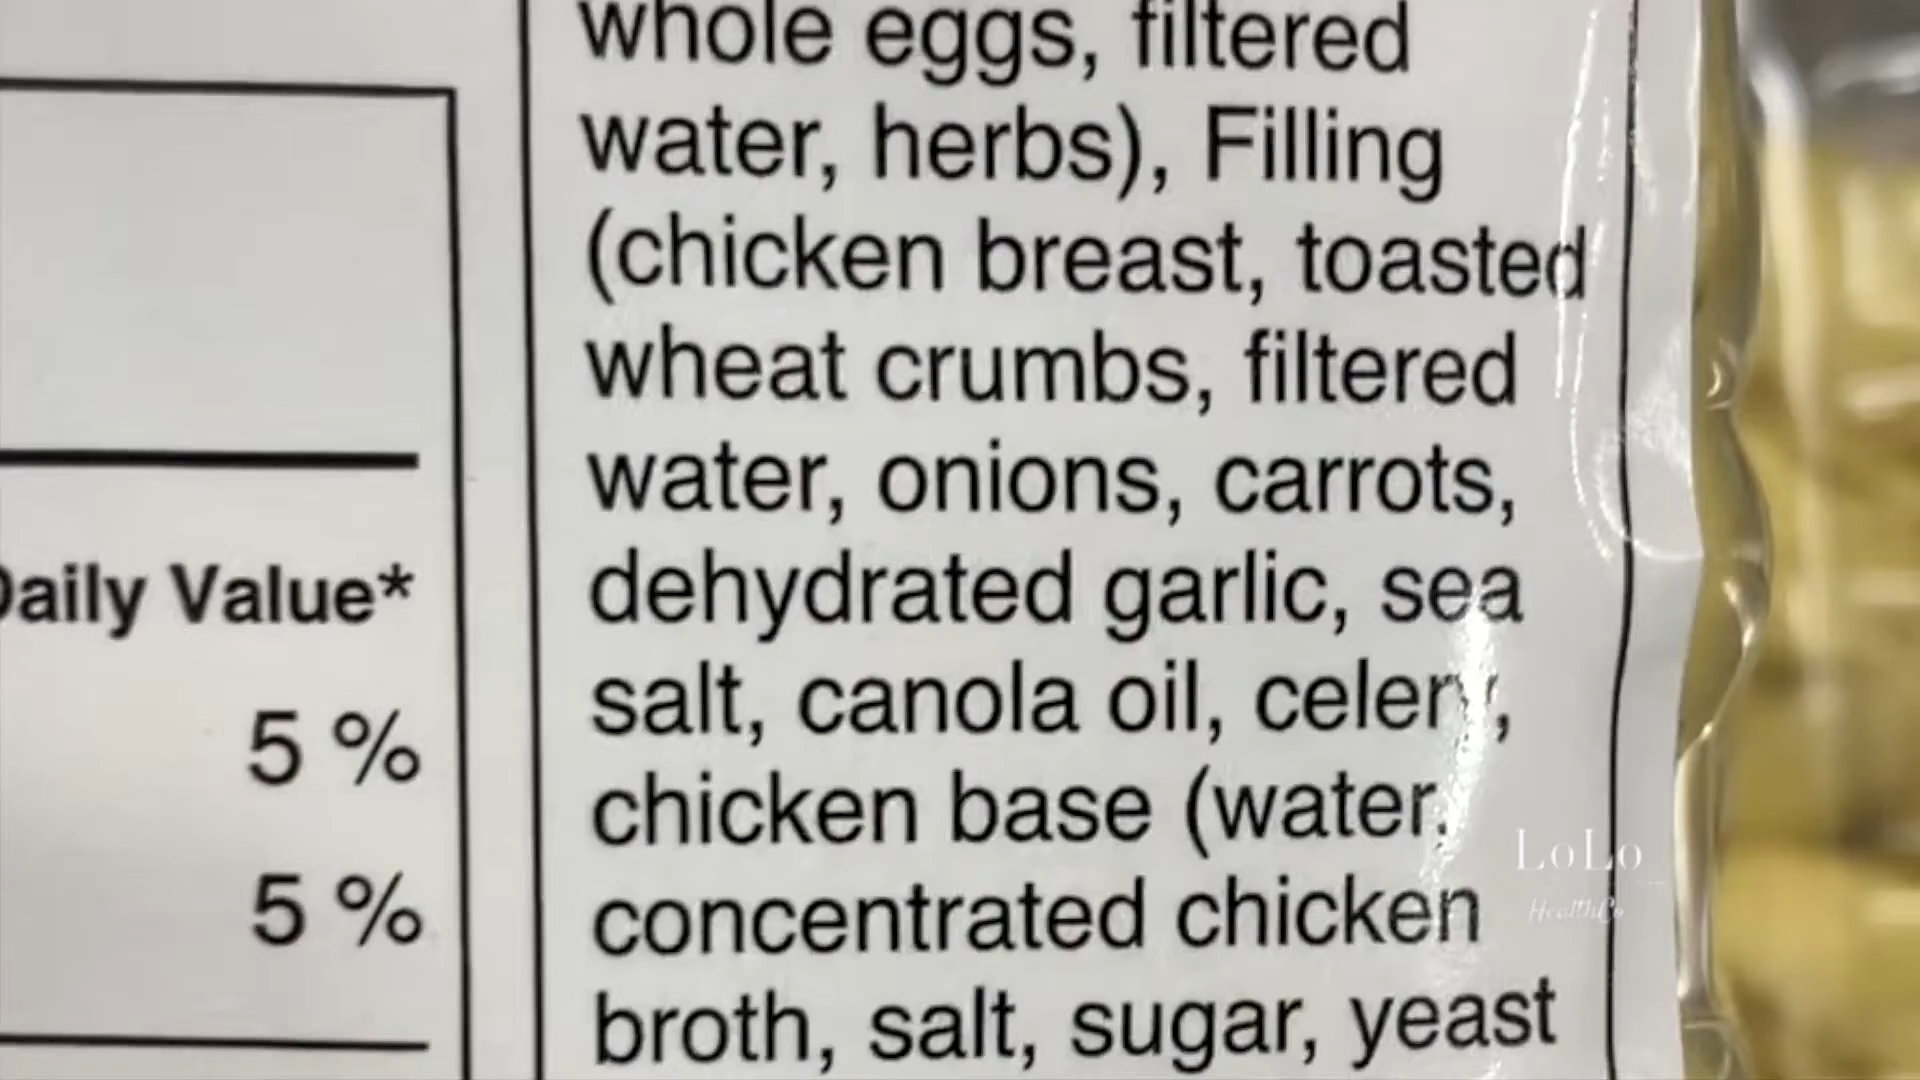 whole eggs, filtered
water, herbs), Filling
(chicken breast, toasted
wheat crumbs, filtered
water, onions, carrots,
dehydrated garlic, sea
salt, canola oil, celery,
chicken base (water,
concentrated chicken
broth, salt, sugar, yeast
Daily Value*
5 %
5 %
LoLo
HealthCo